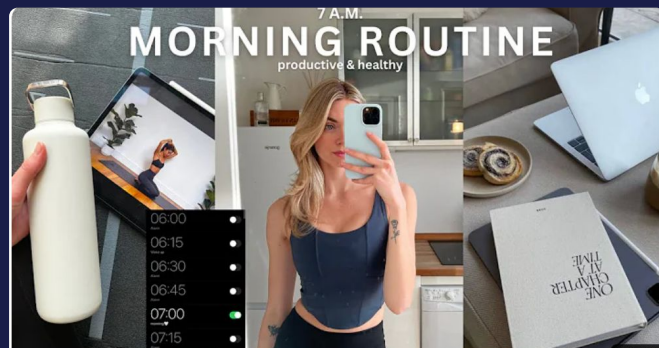 7 A.M.
MORNING ROUTINE
productive & healthy
06:00
06:15
06:30
06:45
07:00
07:15
ONE
CHAPTER
AT A
TIME